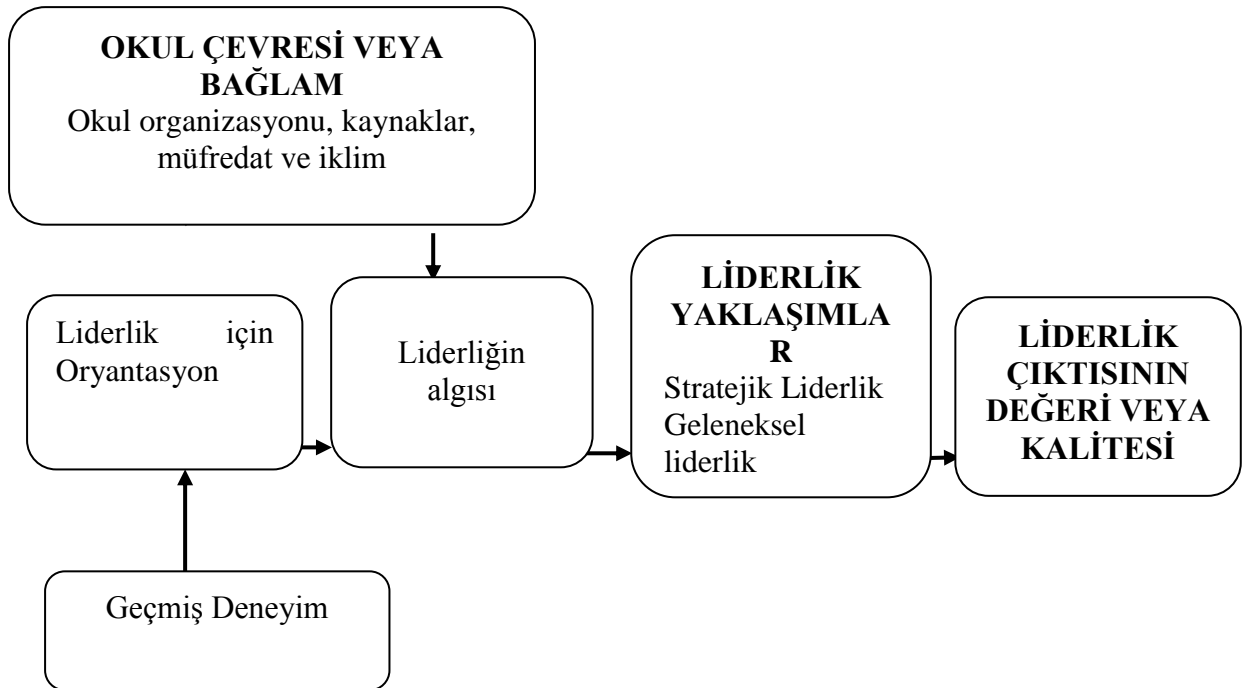 OKUL ÇEVRESİ VEYA
BAĞLAM
Okul organizasyonu, kaynaklar,
müfredat ve iklim
Liderlik için
Oryantasyon
Liderliğin
algısı
LİDERLİK
YAKLAŞIMLA
R
Stratejik Liderlik
Geleneksel
liderlik
LİDERLİK
ÇIKTISININ
DEĞERİ VEYA
KALİTESİ
Geçmiş Deneyim